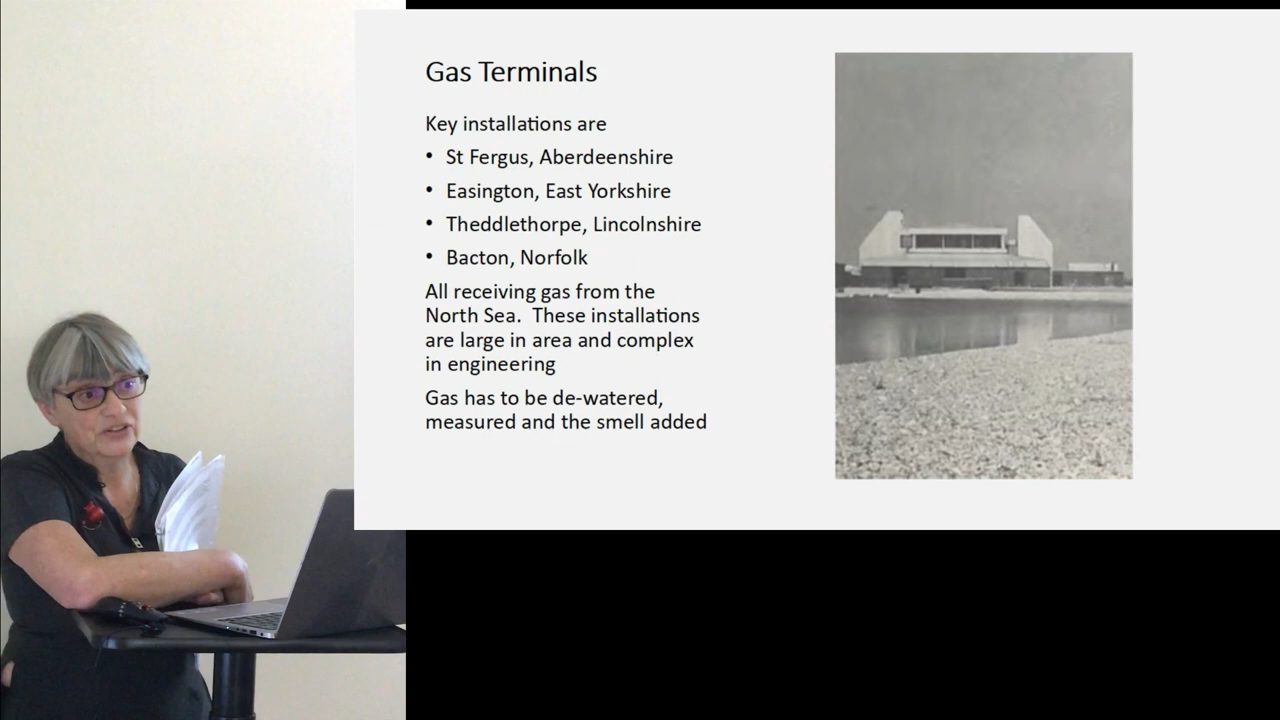 Gas Terminals
Key installations are
• St Fergus, Aberdeenshire
• Easington, East Yorkshire
• Theddlethorpe, Lincolnshire
• Bacton, Norfolk
All receiving gas from the
North Sea.  These installations
are large in area and complex
in engineering
Gas has to be de-watered,
measured and the smell added